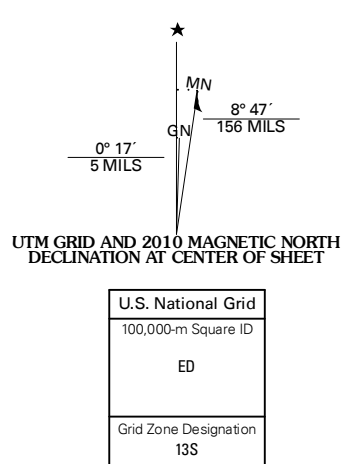 ★
MN
8° 47´
156 MILS
GN
0° 17´
5 MILS
UTM GRID AND 2010 MAGNETIC NORTH
DECLINATION AT CENTER OF SHEET
U.S. National Grid
100,000-m Square ID
ED
Grid Zone Designation
13S